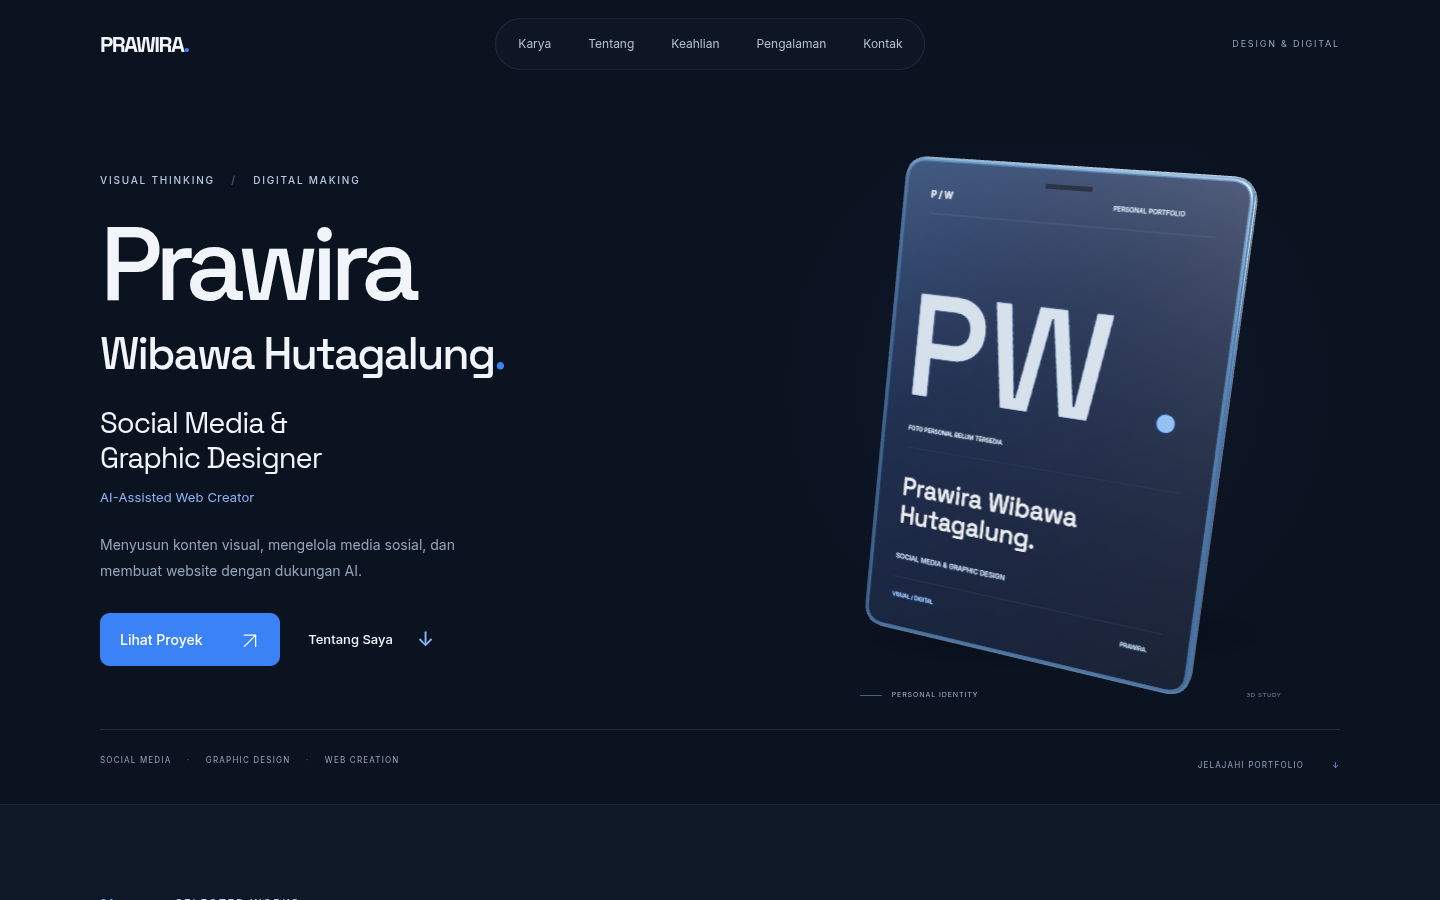 PRAWIRA.
Karya Tentang Keahlian Pengalaman Kontak
DESIGN & DIGITAL
VISUAL THINKING / DIGITAL MAKING
Prawira
Wibawa Hutagalung.
Social Media &
Graphic Designer
AI-Assisted Web Creator
Menyusun konten visual, mengelola media sosial, dan
membuat website dengan dukungan AI.
Lihat Proyek
Tentang Saya ↓
P/W
PERSONAL PORTFOLIO
PW
FOTO PERSONAL BELUM TERSEDIA
Prawira Wibawa
Hutagalung.
SOCIAL MEDIA & GRAPHIC DESIGN
VISUAL / DIGITAL
PRAWIRA.
PERSONAL IDENTITY
3D STUDY
SOCIAL MEDIA · GRAPHIC DESIGN · WEB CREATION
JELAJAHI PORTFOLIO ↓
SELECTED WORKS